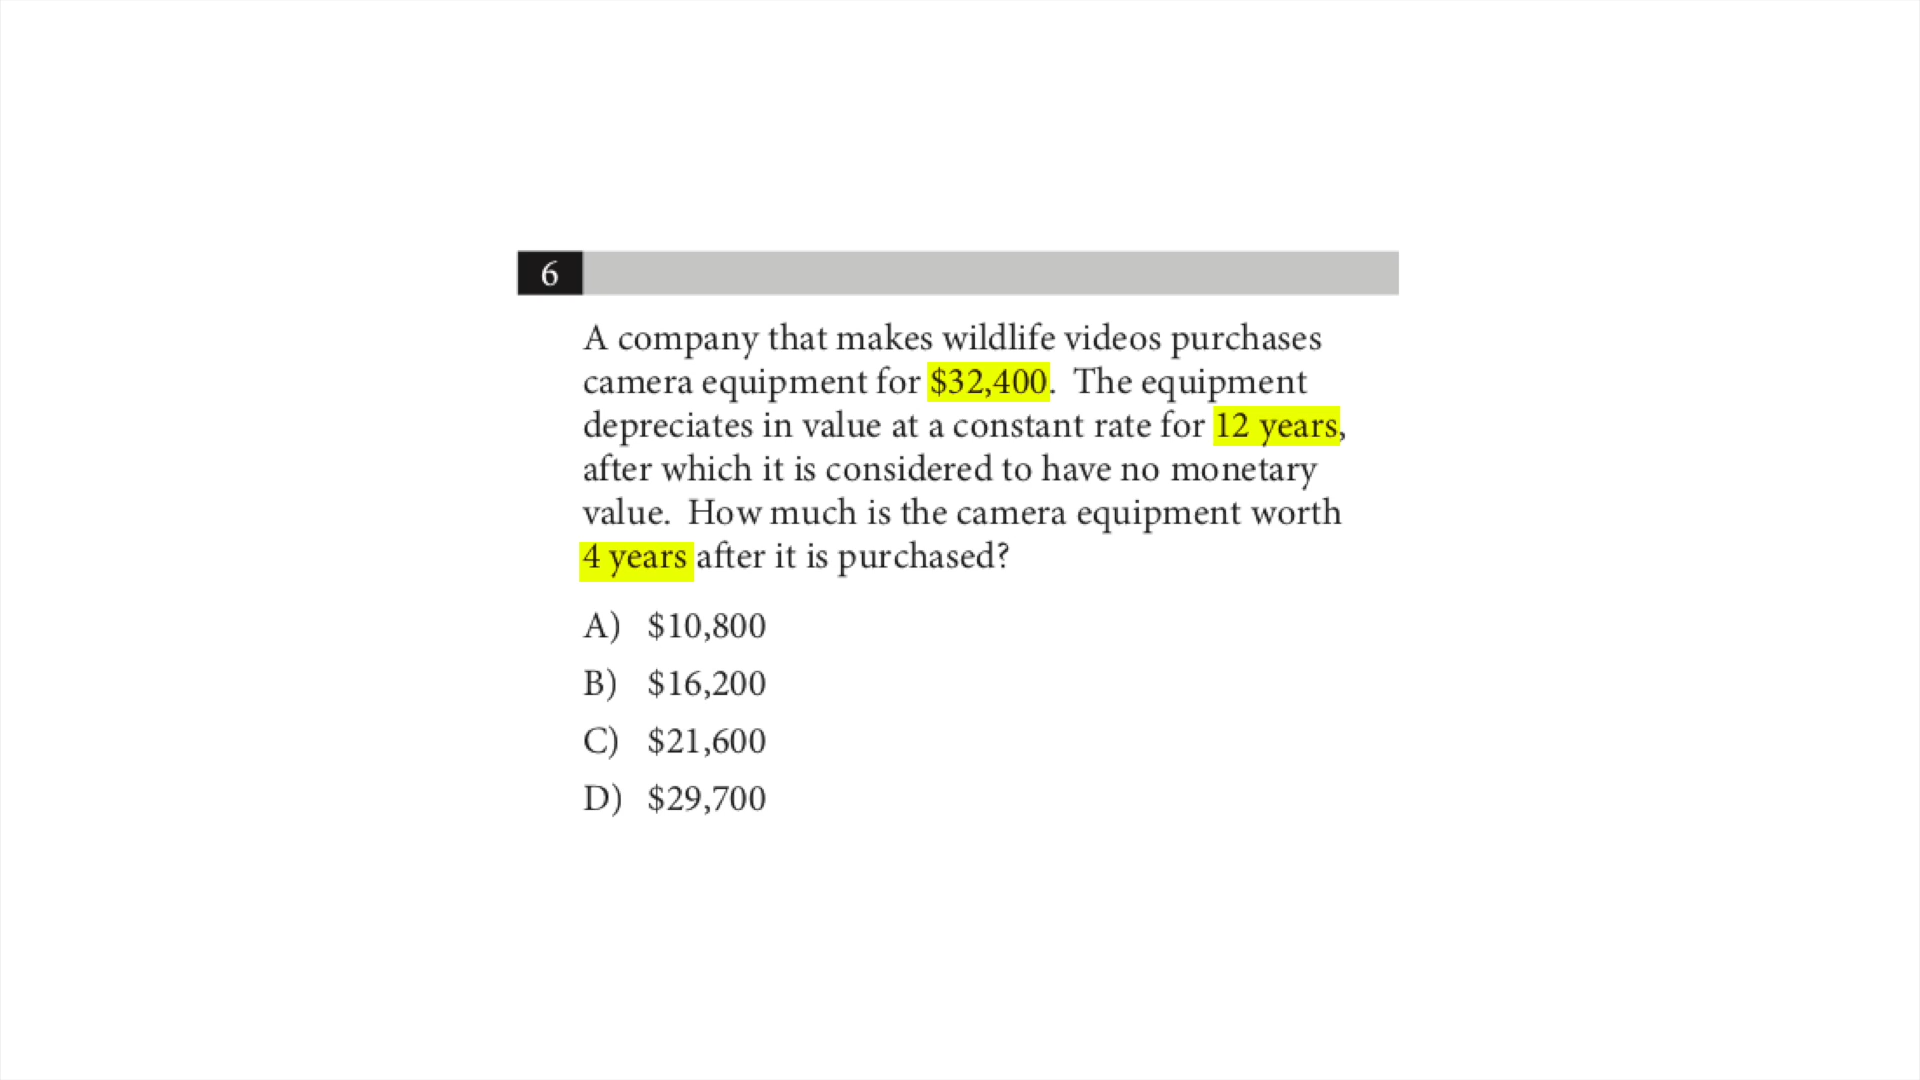 6
A company that makes wildlife videos purchases
camera equipment for $32,400. The equipment
depreciates in value at a constant rate for 12 years,
after which it is considered to have no monetary
value. How much is the camera equipment worth
4 years after it is purchased?
A) $10,800
B) $16,200
C) $21,600
D) $29,700